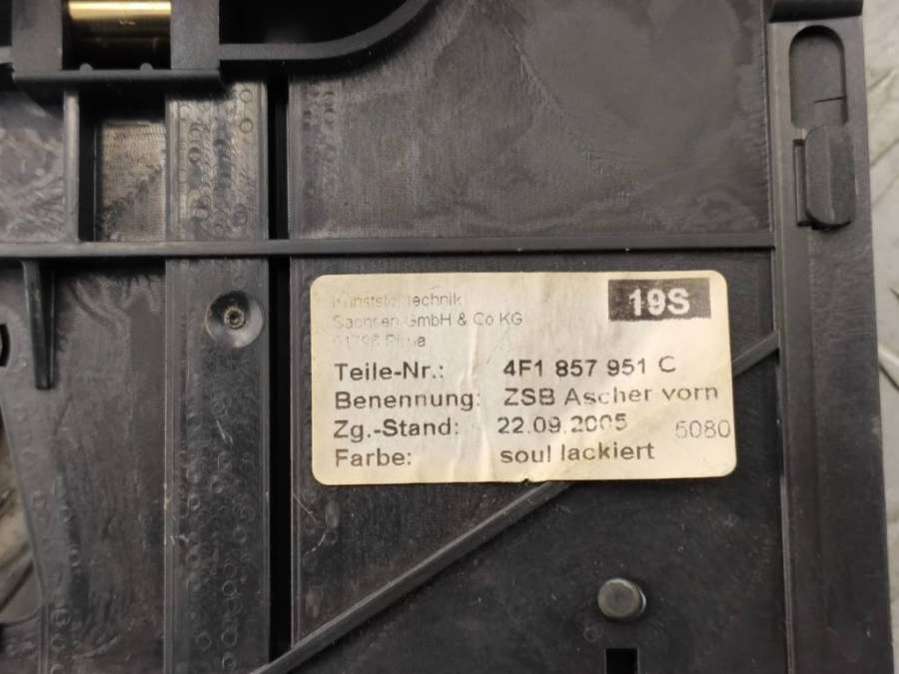 19S
Sachsen GmbH & Co KG
Teile-Nr.: 4F1 857 951 C
Benennung: ZSB Ascher vorn
Zg.-Stand: 22.09.2005 5080
Farbe: soul lackiert